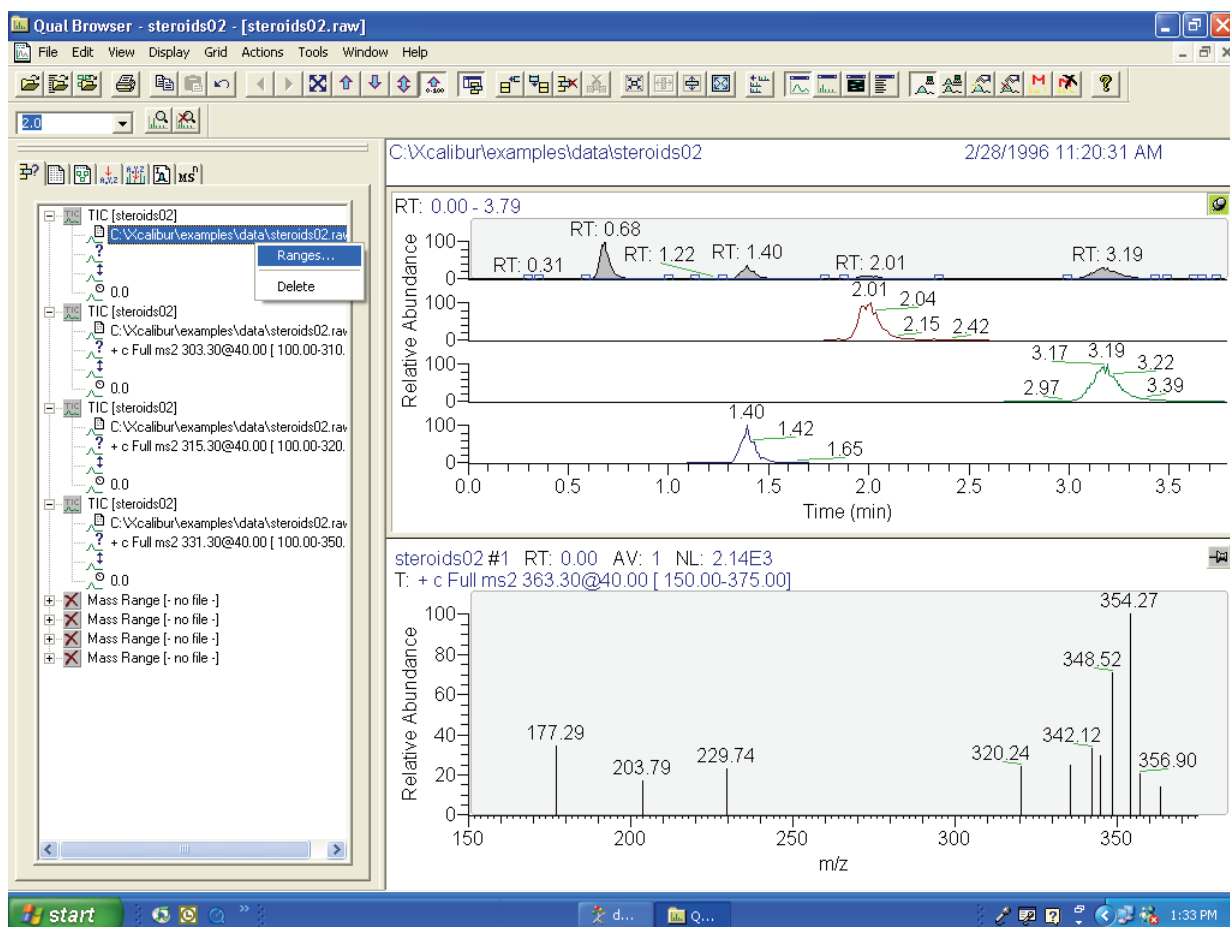 Qual Browser - steroids02 - [steroids02.raw]
File Edit View Display Grid Actions Tools Window Help
2.0
TIC [steroids02]
C:\Xcalibur\examples\data\steroids02.raw
Ranges...
Delete
0.0
TIC [steroids02]
C:\Xcalibur\examples\data\steroids02.raw
+ c Full ms2 303.30@40.00 [ 100.00-310.
0.0
TIC [steroids02]
C:\Xcalibur\examples\data\steroids02.raw
+ c Full ms2 315.30@40.00 [ 100.00-320.
0.0
TIC [steroids02]
C:\Xcalibur\examples\data\steroids02.raw
+ c Full ms2 331.30@40.00 [ 100.00-350.
0.0
Mass Range [- no file -]
Mass Range [- no file -]
Mass Range [- no file -]
Mass Range [- no file -]
C:\Xcalibur\examples\data\steroids02 2/28/1996 11:20:31 AM
RT: 0.00 - 3.79
Relative Abundance
100
0
RT: 0.31
RT: 0.68
RT: 1.22
RT: 1.40
RT: 2.01
RT: 3.19
100
0
2.01
2.04
2.15
2.42
100
0
2.97
3.17
3.19
3.22
3.39
100
0
1.40
1.42
1.65
0.0 0.5 1.0 1.5 2.0 2.5 3.0 3.5
Time (min)
steroids02 #1 RT: 0.00 AV: 1 NL: 2.14E3
T: + c Full ms2 363.30@40.00 [ 150.00-375.00]
Relative Abundance
100
80
60
40
20
0
177.29
203.79
229.74
320.24
342.12
348.52
354.27
356.90
150 200 250 300 350
m/z
start
d...
Q...
1:33 PM